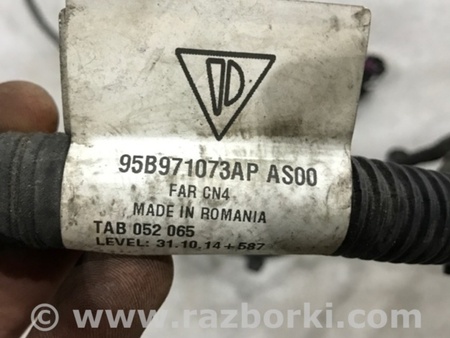 95B971073AP AS00
FAR CN4
MADE IN ROMANIA
TAB 052 065
LEVEL: 31.10.14 + 587
© www.razborki.com